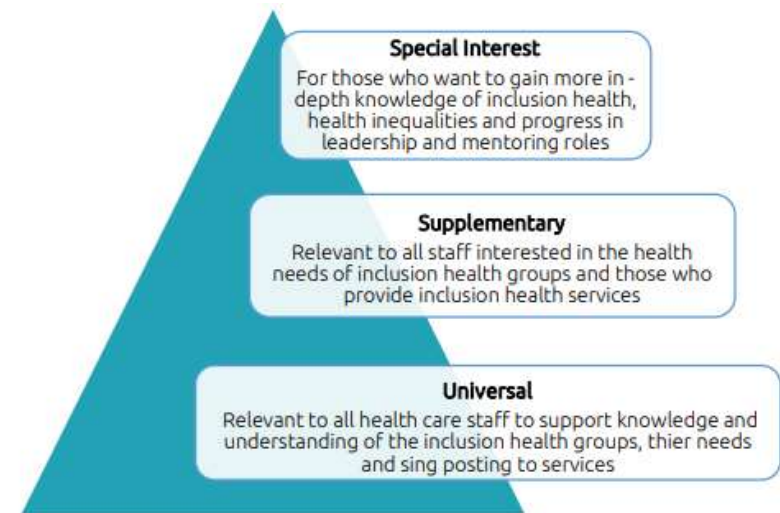 Special Interest
For those who want to gain more in -
depth knowledge of inclusion health,
health inequalities and progress in
leadership and mentoring roles
Supplementary
Relevant to all staff interested in the health
needs of inclusion health groups and those who
provide inclusion health services
Universal
Relevant to all health care staff to support knowledge and
understanding of the inclusion health groups, thier needs
and sing posting to services